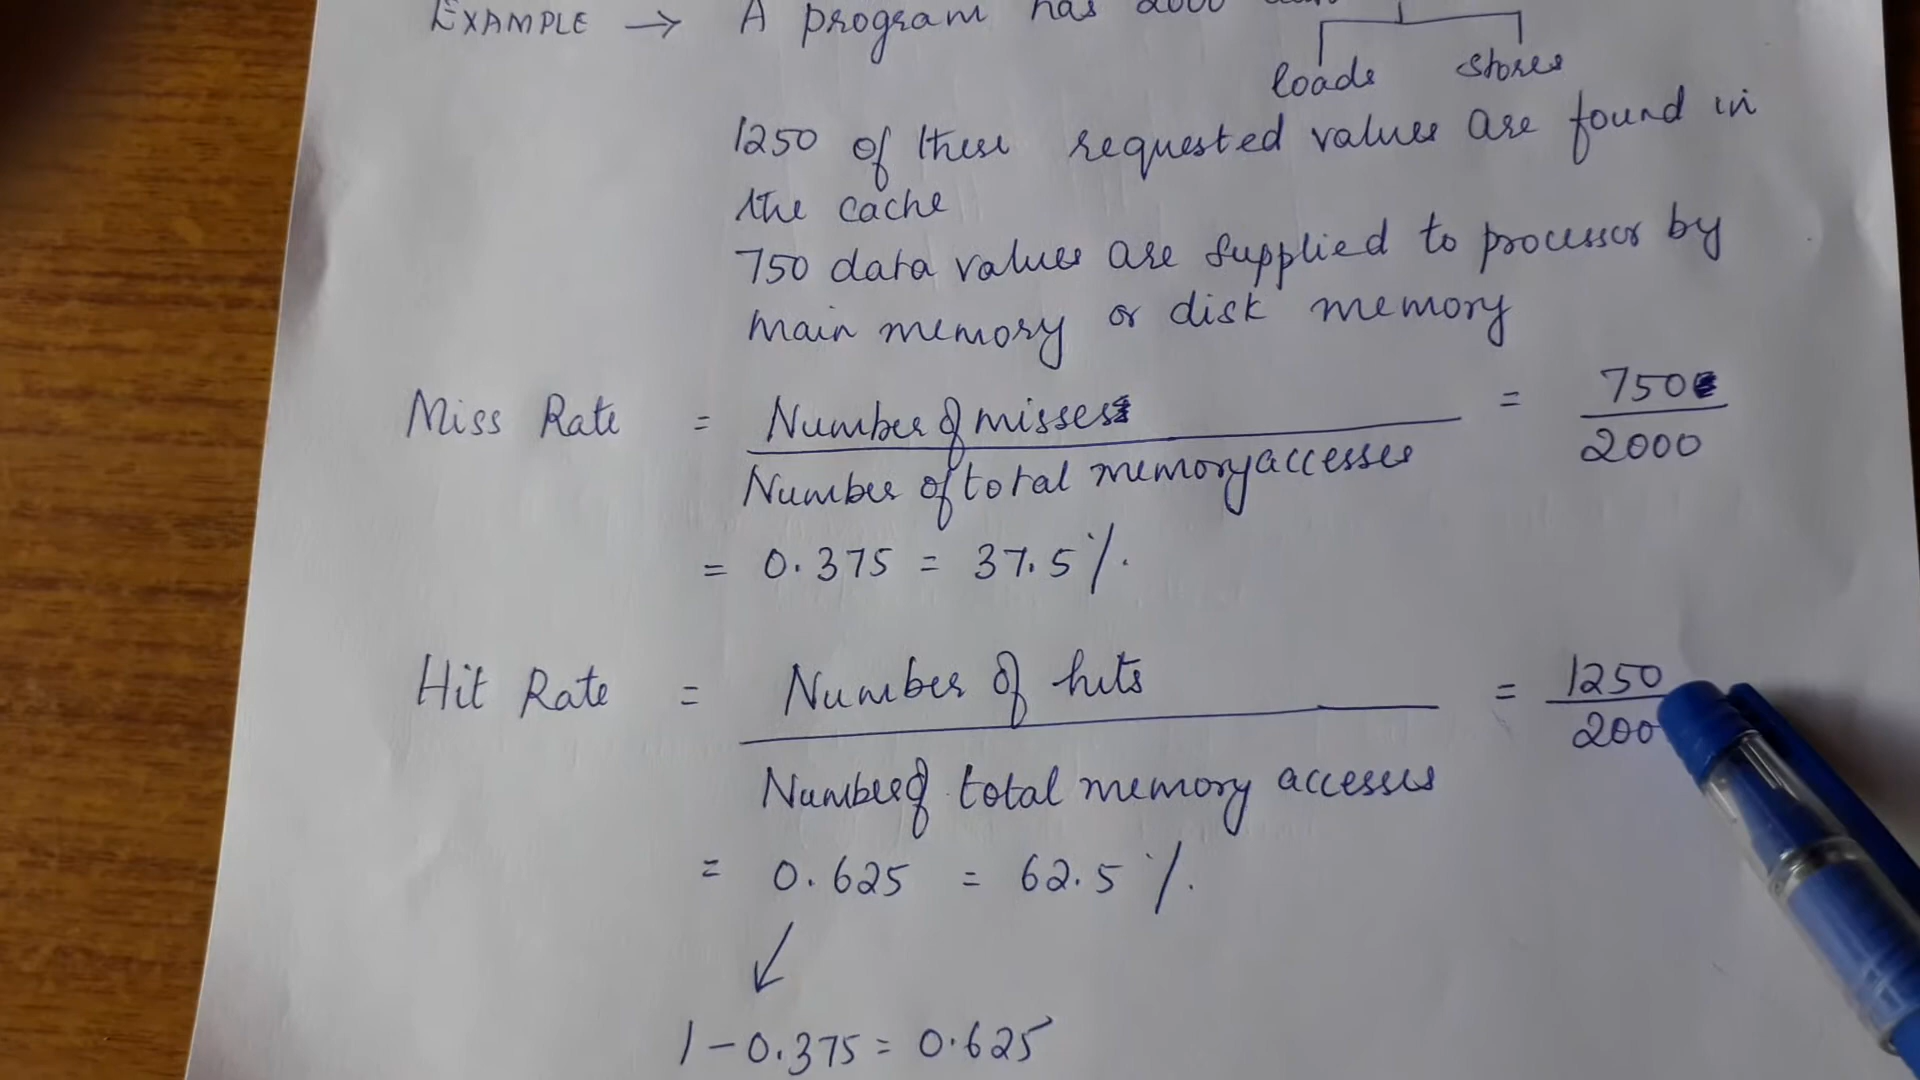 EXAMPLE → A program has 2000
loads stores
1250 of these requested values are found in
the cache
750 data values are supplied to processor by
main memory or disk memory
Miss Rate = Number of misses = 750
Number of total memory accesses 2000
= 0.375 = 37.5%.
Hit Rate = Number of hits = 1250
Number of total memory accesses 200
= 0.625 = 62.5%.
1 - 0.375 = 0.625